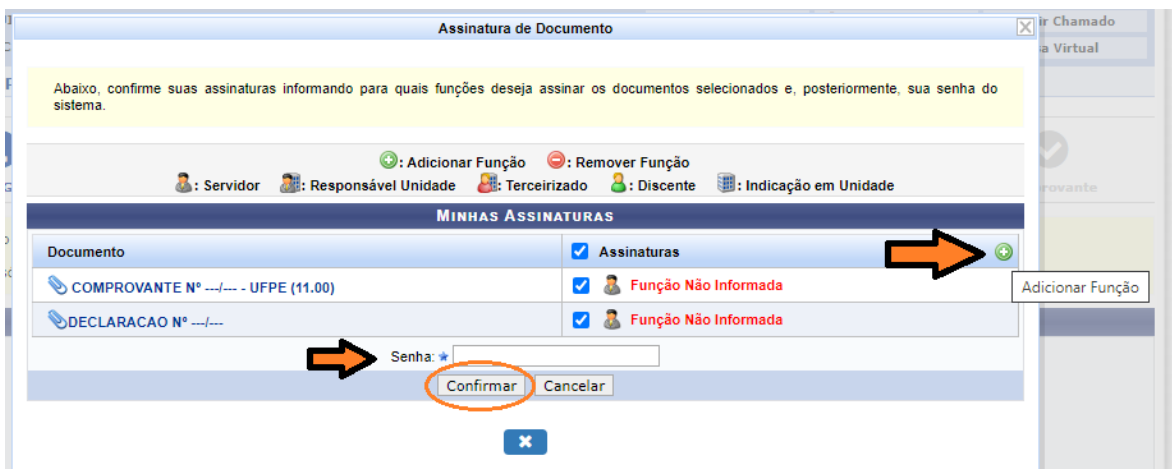 Assinatura de Documento
ir Chamado
a Virtual
Abaixo, confirme suas assinaturas informando para quais funções deseja assinar os documentos selecionados e, posteriormente, sua senha do
sistema.
: Adicionar Função : Remover Função
: Servidor : Responsável Unidade : Terceirizado : Discente : Indicação em Unidade
rovante
MINHAS ASSINATURAS
Documento Assinaturas
COMPROVANTE Nº ---/--- - UFPE (11.00) Função Não Informada
Adicionar Função
DECLARACAO Nº ---/--- Função Não Informada
Senha:
Confirmar Cancelar